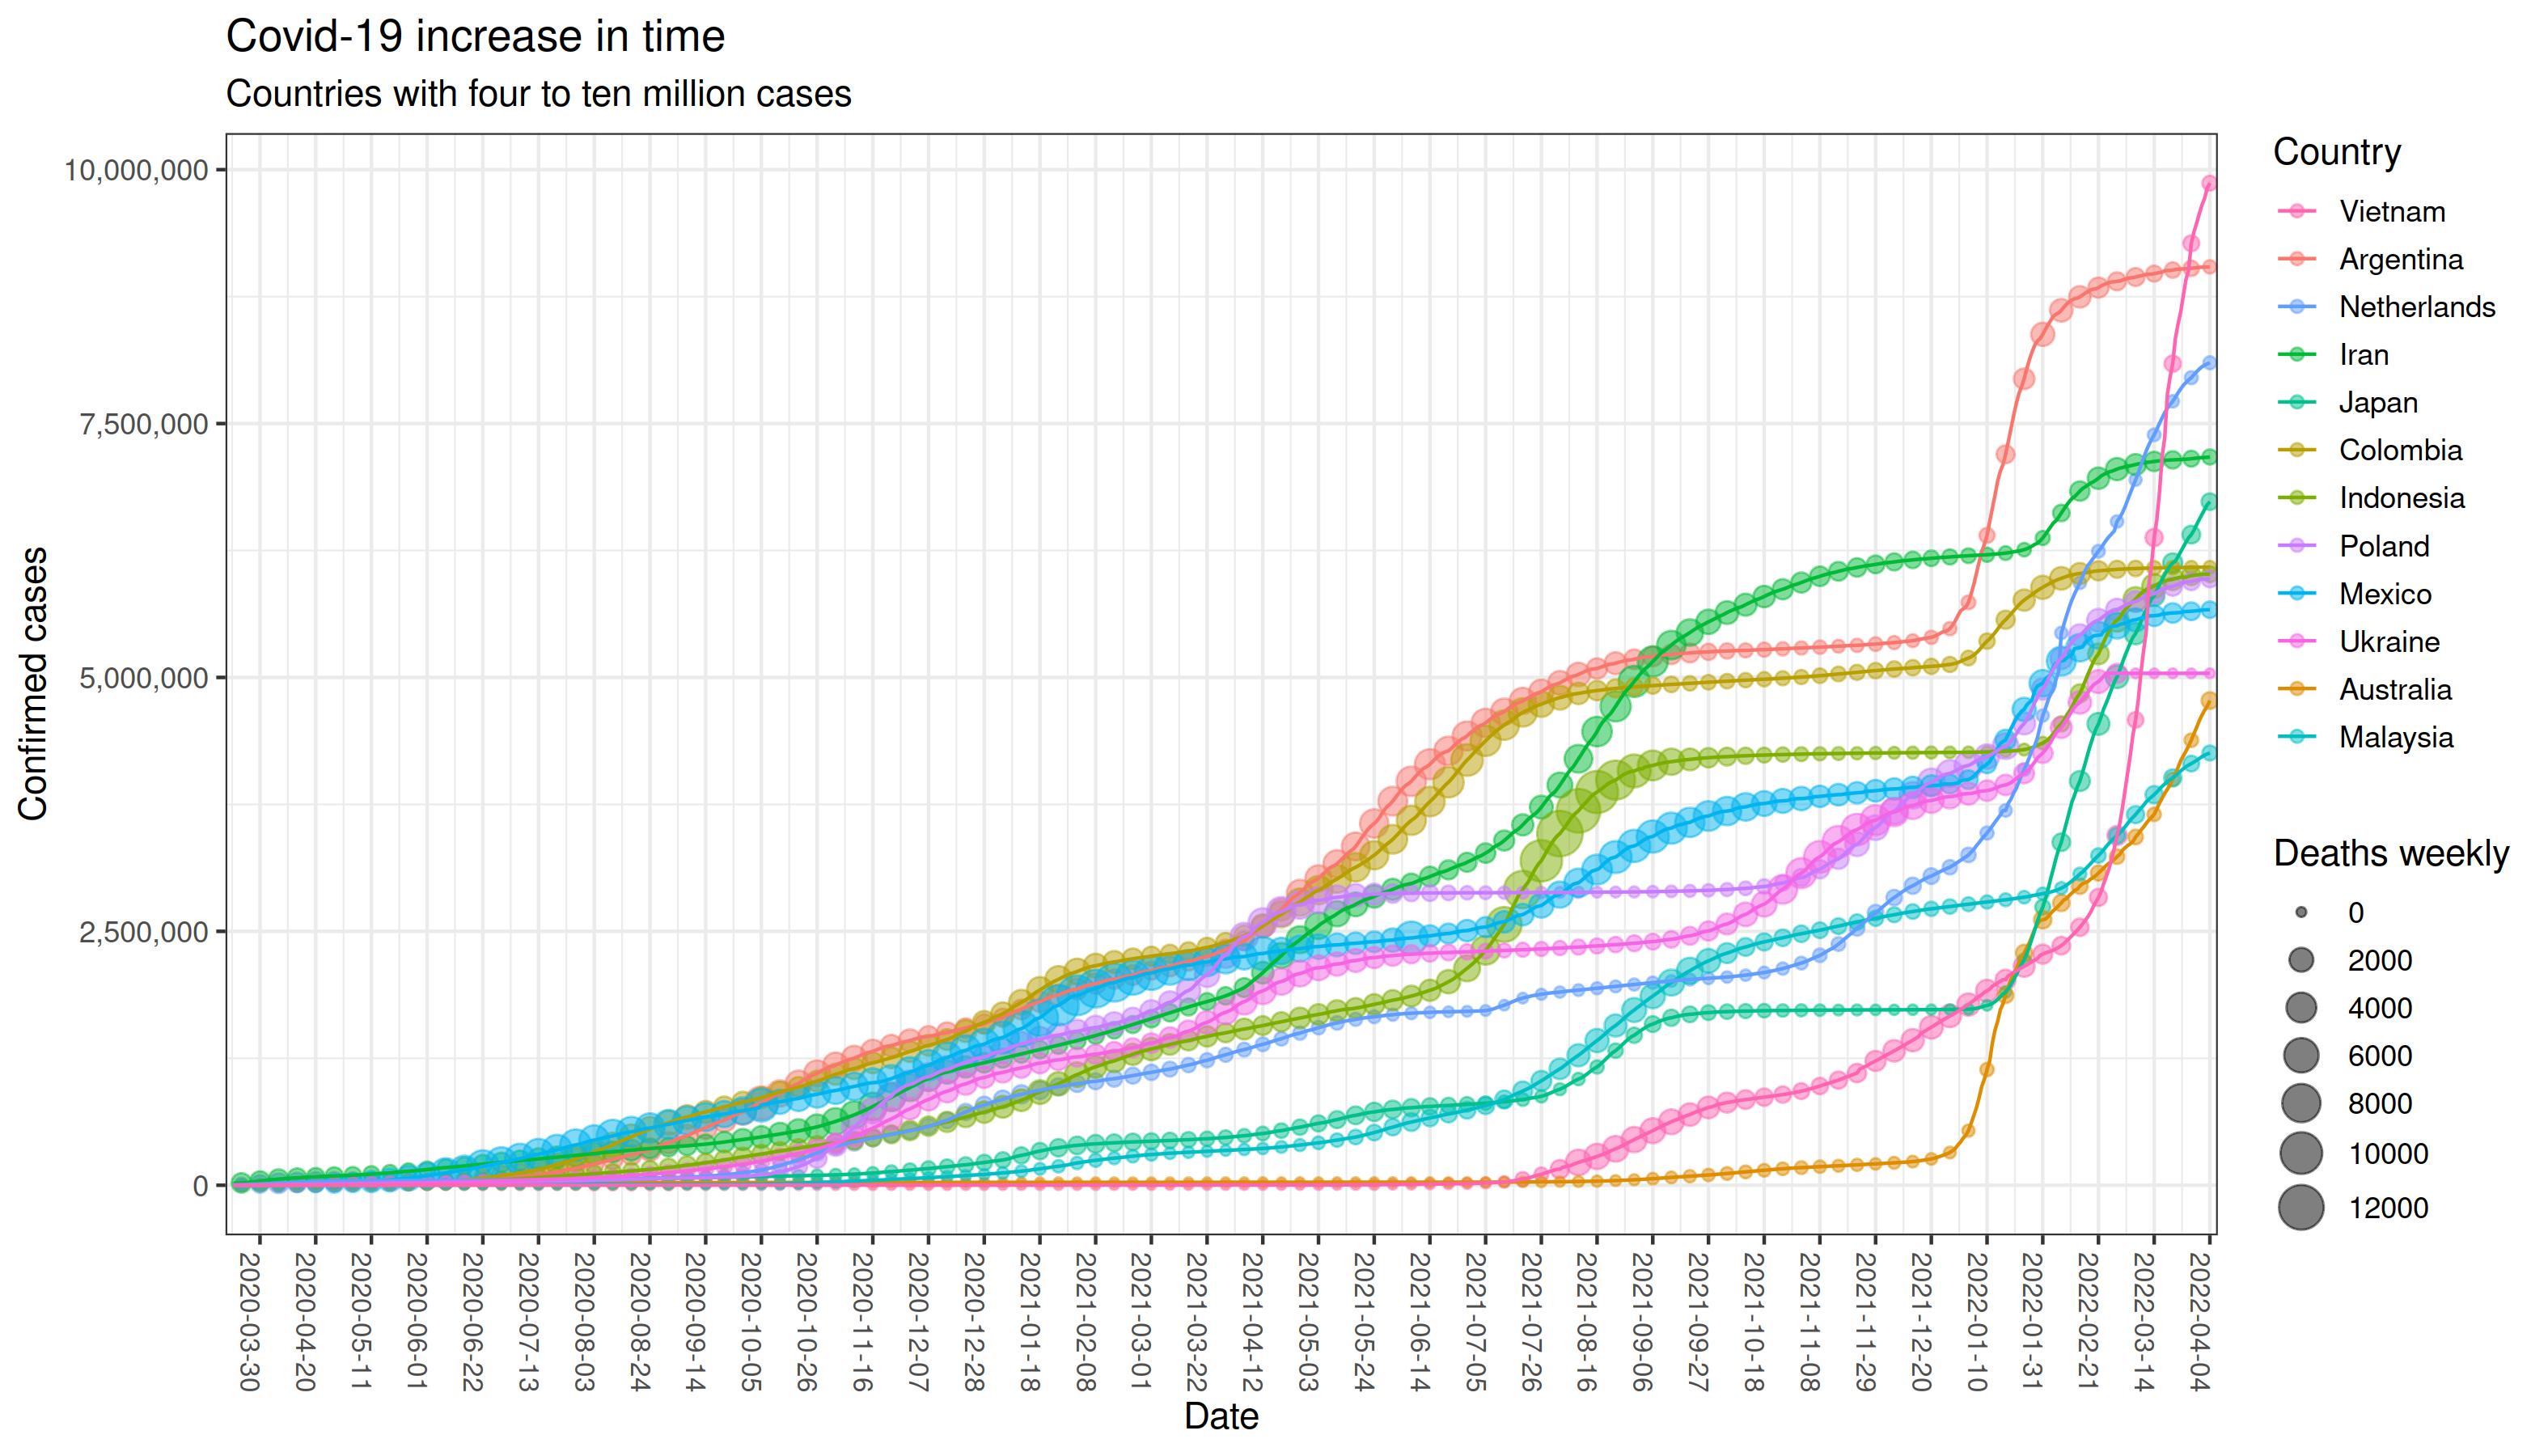 Covid-19 increase in time
Countries with four to ten million cases
Confirmed cases
10,000,000
7,500,000
5,000,000
2,500,000
0
2020-03-30
2020-04-20
2020-05-11
2020-06-01
2020-06-22
2020-07-13
2020-08-03
2020-08-24
2020-09-14
2020-10-05
2020-10-26
2020-11-16
2020-12-07
2020-12-28
2021-01-18
2021-02-08
2021-03-01
2021-03-22
2021-04-12
2021-05-03
2021-05-24
2021-06-14
2021-07-05
2021-07-26
2021-08-16
2021-09-06
2021-09-27
2021-10-18
2021-11-08
2021-11-29
2021-12-20
2022-01-10
2022-01-31
2022-02-21
2022-03-14
2022-04-04
Date
Country
Vietnam
Argentina
Netherlands
Iran
Japan
Colombia
Indonesia
Poland
Mexico
Ukraine
Australia
Malaysia
Deaths weekly
0
2000
4000
6000
8000
10000
12000